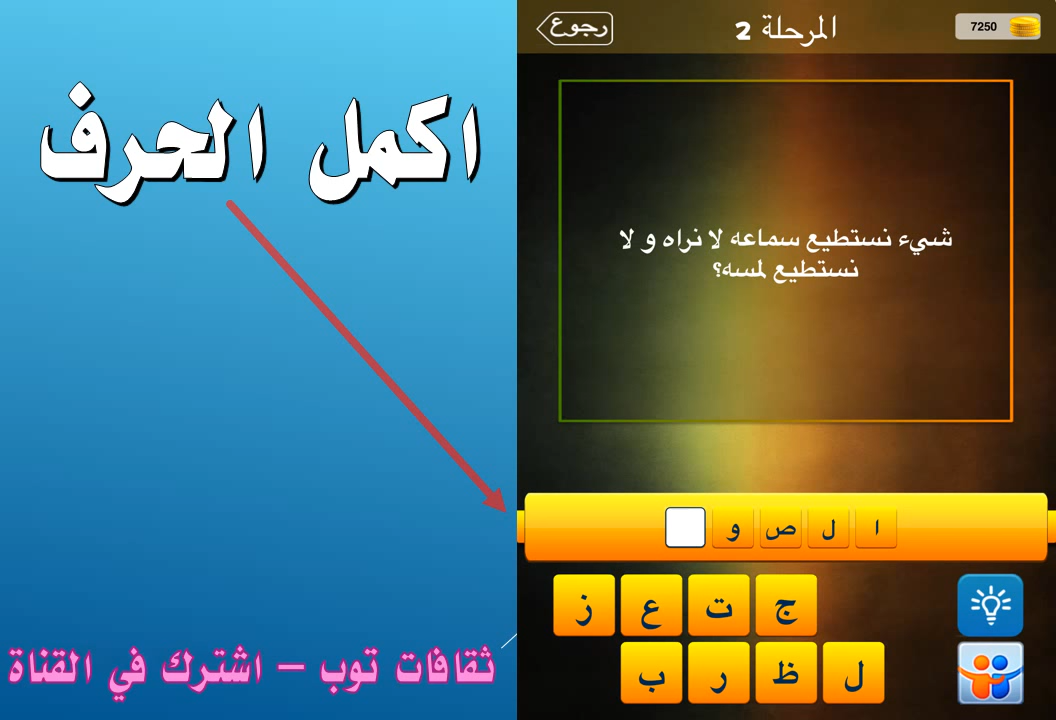 اكمل الحرف
ثقافات توب – اشترك في القناة
رجوع
المرحلة 2
7250
شيء نستطيع سماعه لا نراه و لا
نستطيع لمسه؟
ا ل ص و
ج ت ع ز
ل ظ ر ب